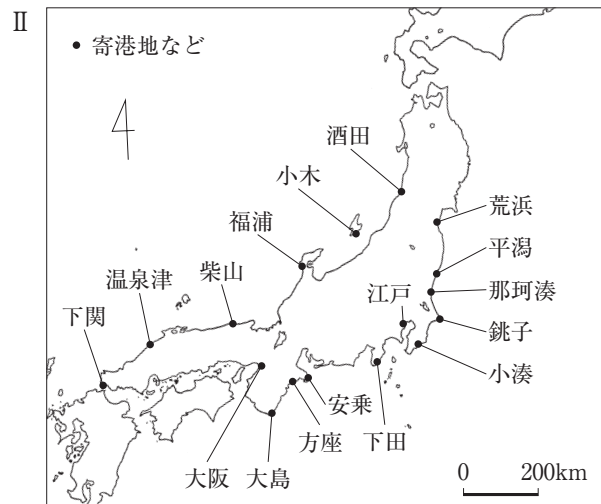 Ⅱ
● 寄港地など
酒田
小木
福浦
柴山
温泉津
下関
荒浜
平潟
那珂湊
江戸
銚子
小湊
安乗
下田
方座
大島
大阪
0 200km